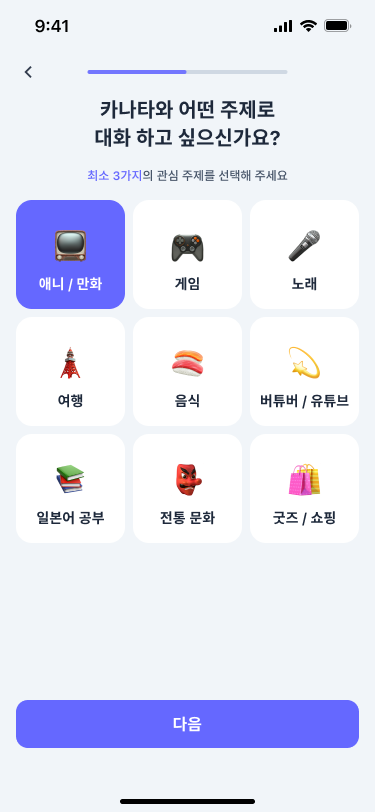 9:41
카나타와 어떤 주제로
대화 하고 싶으신가요?
최소 3가지의 관심 주제를 선택해 주세요
애니 / 만화
게임
노래
여행
음식
버튜버 / 유튜브
일본어 공부
전통 문화
굿즈 / 쇼핑
다음